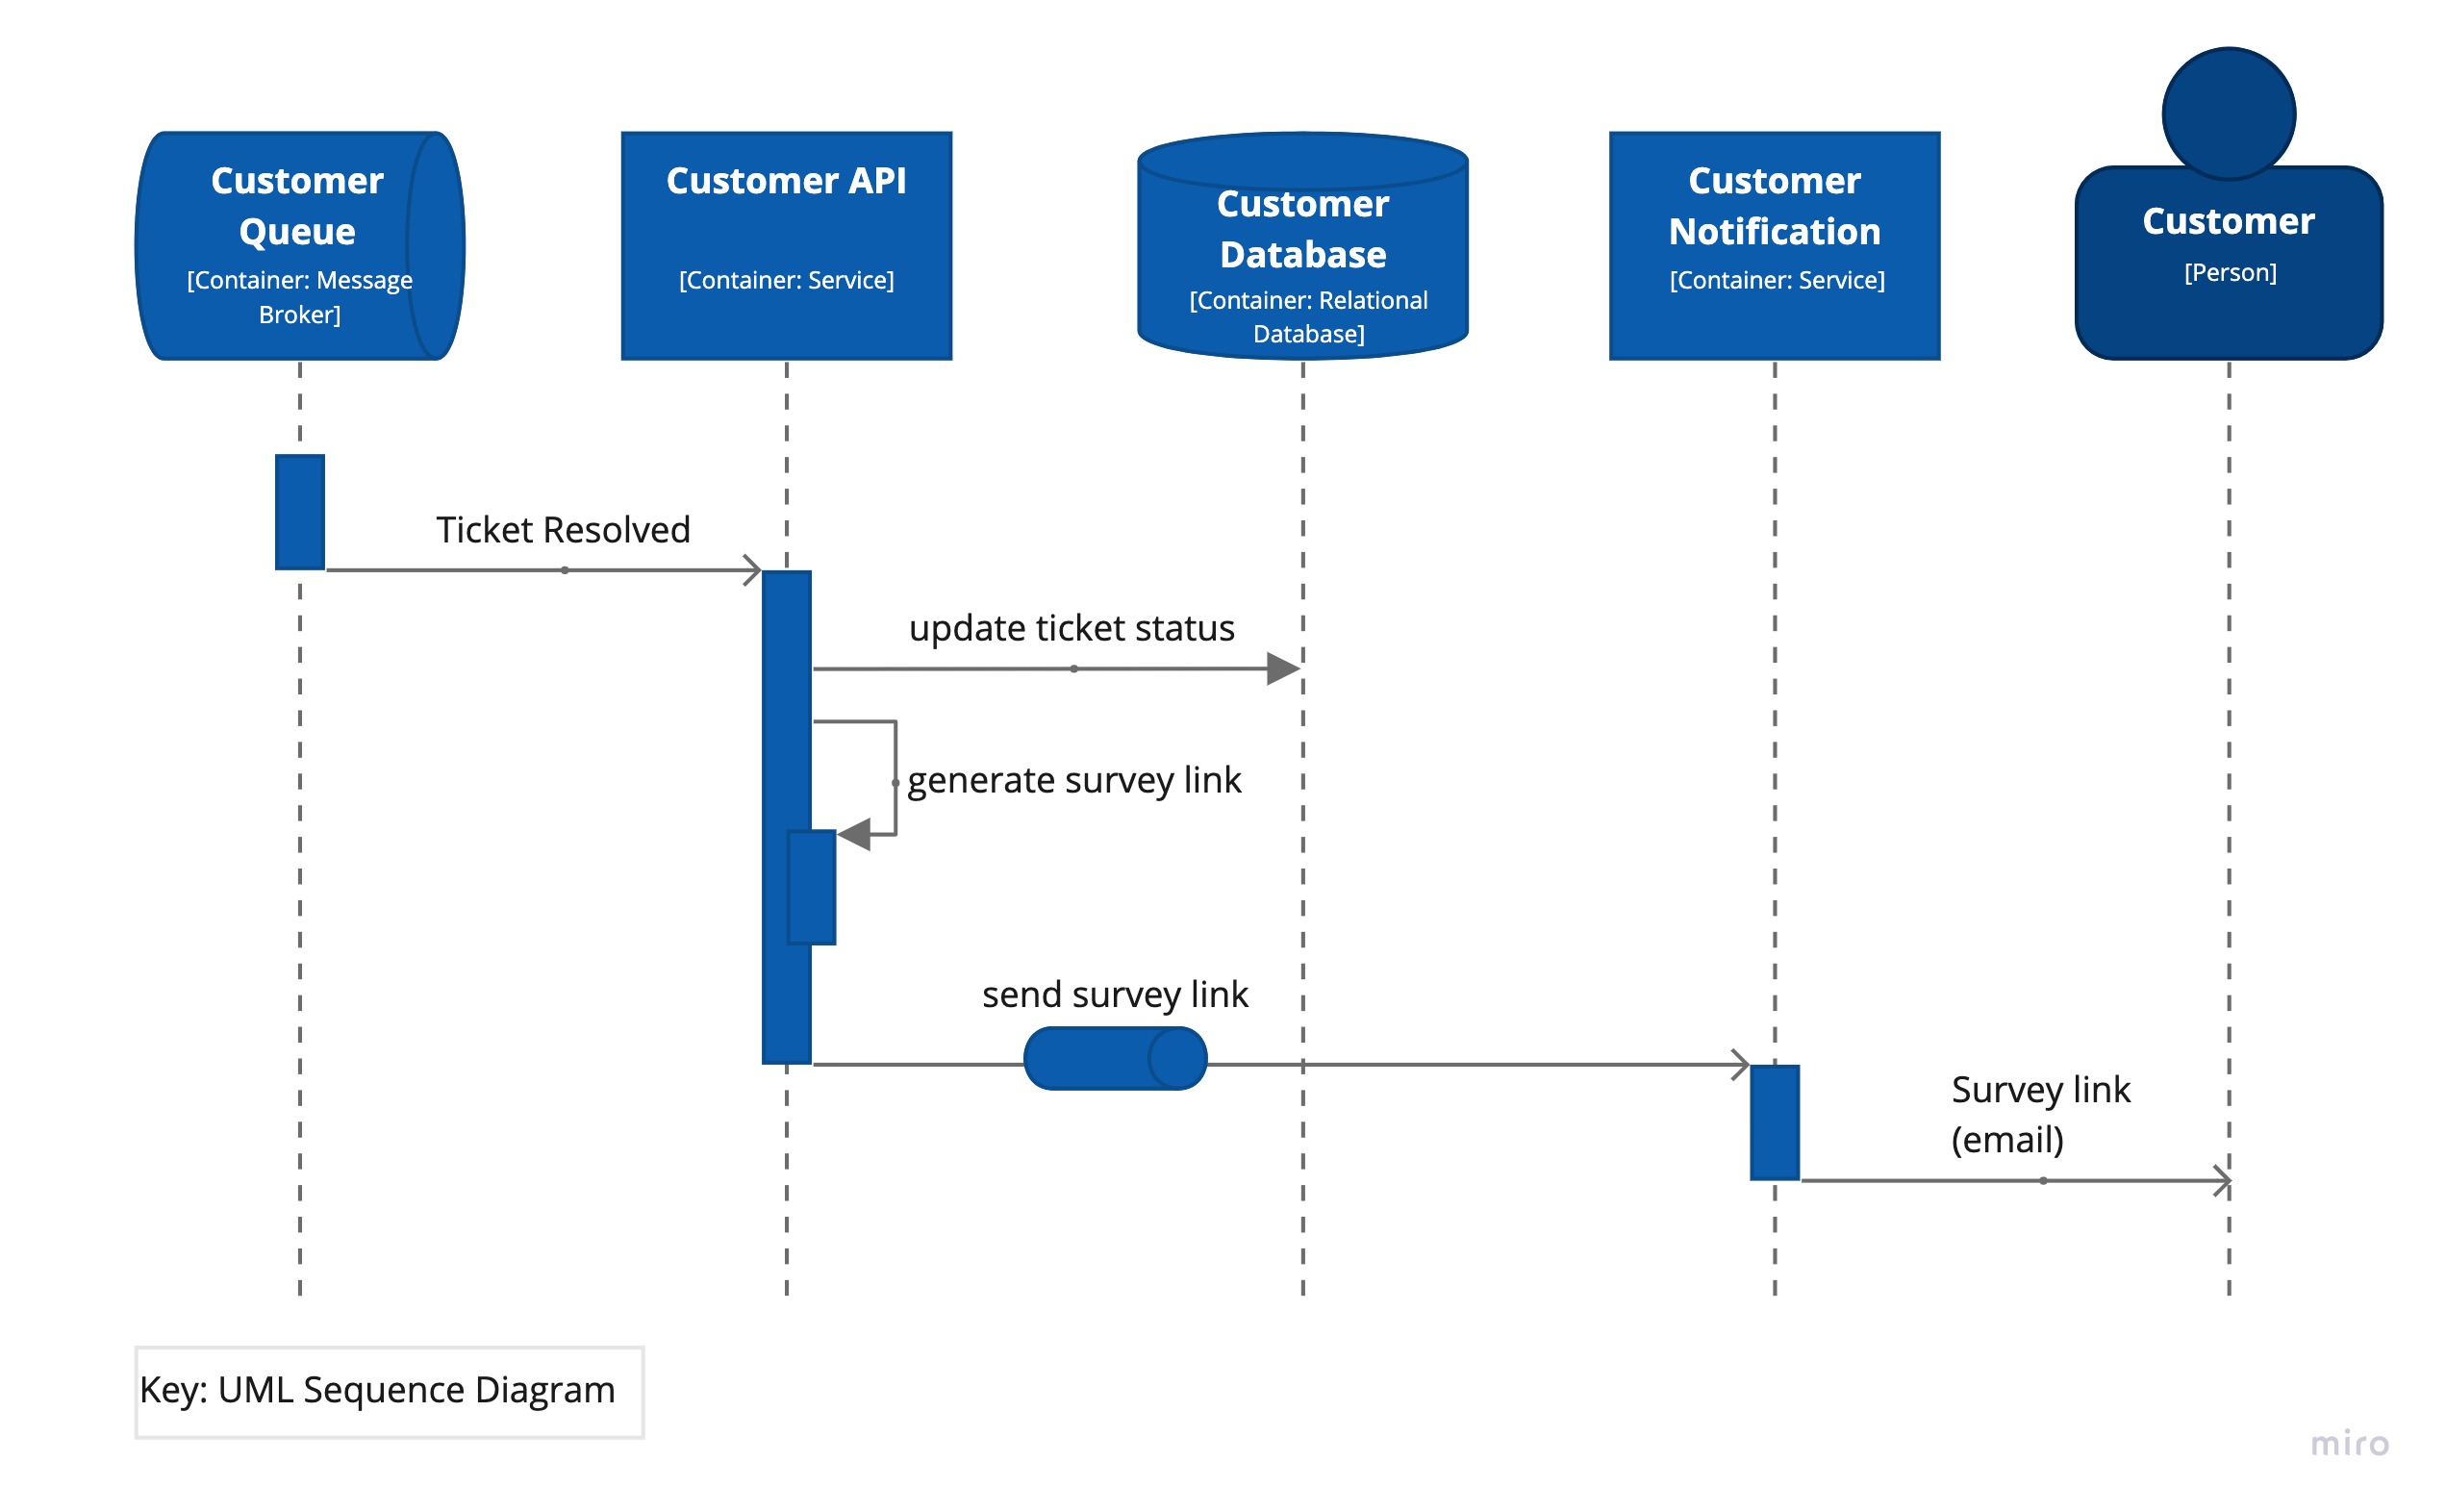 Customer
Queue
[Container: Message
Broker]
Customer API
[Container: Service]
Customer
Database
[Container: Relational
Database]
Customer
Notification
[Container: Service]
Customer
[Person]
Ticket Resolved
update ticket status
generate survey link
send survey link
Survey link
(email)
Key: UML Sequence Diagram
miro